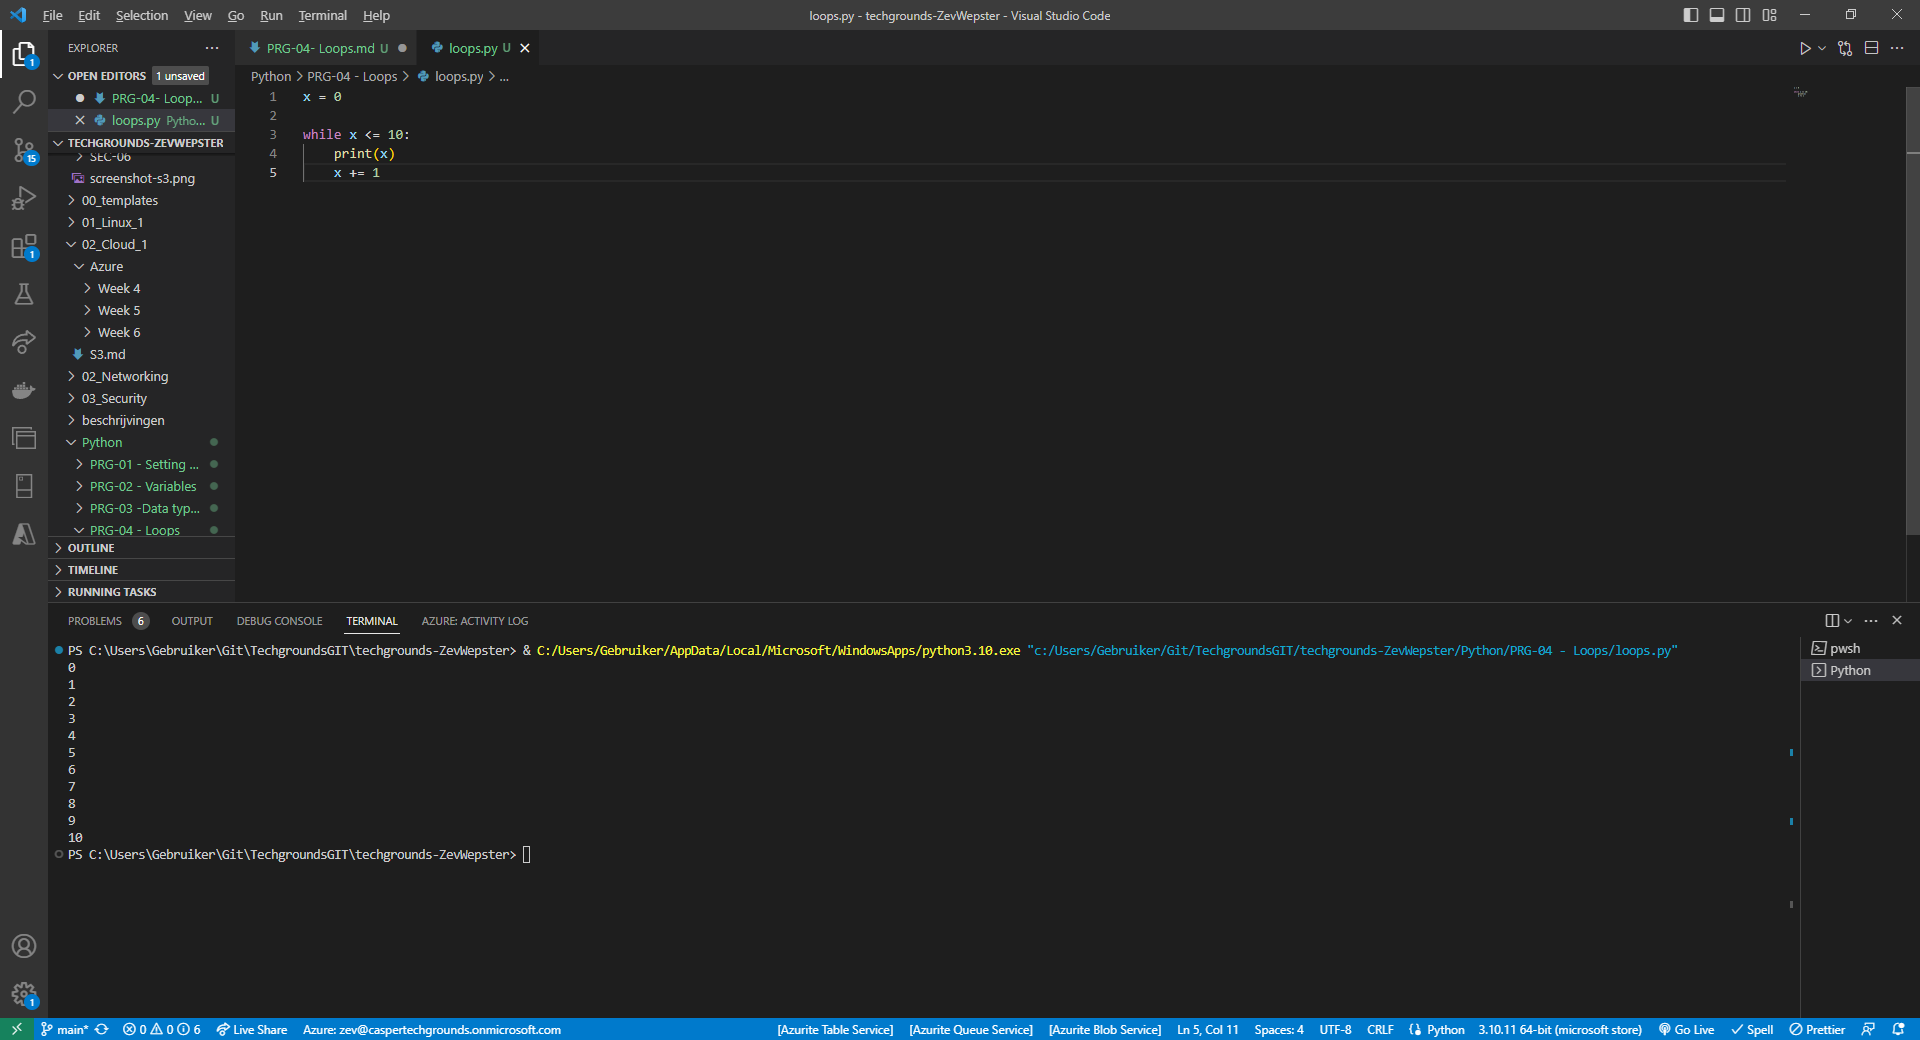 File Edit Selection View Go Run Terminal Help
loops.py - techgrounds-ZevWepster - Visual Studio Code
EXPLORER
OPEN EDITORS 1 unsaved
PRG-04- Loop... U
loops.py Pytho... U
TECHGROUNDS-ZEVWEPSTER
SEC-06
screenshot-s3.png
00_templates
01_Linux_1
02_Cloud_1
Azure
Week 4
Week 5
Week 6
S3.md
02_Networking
03_Security
beschrijvingen
Python
PRG-01 - Setting ...
PRG-02 - Variables
PRG-03 -Data typ...
PRG-04 - Loops
OUTLINE
TIMELINE
RUNNING TASKS
1
15
1
1
PRG-04- Loops.md U
loops.py U
Python > PRG-04 - Loops > loops.py > ...
1 x = 0
2
3 while x <= 10:
4 print(x)
5 x += 1
PROBLEMS 6 OUTPUT DEBUG CONSOLE TERMINAL AZURE: ACTIVITY LOG
PS C:\Users\Gebruiker\Git\TechgroundsGIT\techgrounds-ZevWepster> & C:/Users/Gebruiker/AppData/Local/Microsoft/WindowsApps/python3.10.exe "c:/Users/Gebruiker/Git/TechgroundsGIT/techgrounds-ZevWepster/Python/PRG-04 - Loops/loops.py"
0
1
2
3
4
5
6
7
8
9
10
PS C:\Users\Gebruiker\Git\TechgroundsGIT\techgrounds-ZevWepster>
pwsh
Python
main* 0 0 6 Live Share Azure: zev@caspertechgrounds.onmicrosoft.com [Azurite Table Service] [Azurite Queue Service] [Azurite Blob Service] Ln 5, Col 11 Spaces: 4 UTF-8 CRLF Python 3.10.11 64-bit (microsoft store) Go Live Spell Prettier